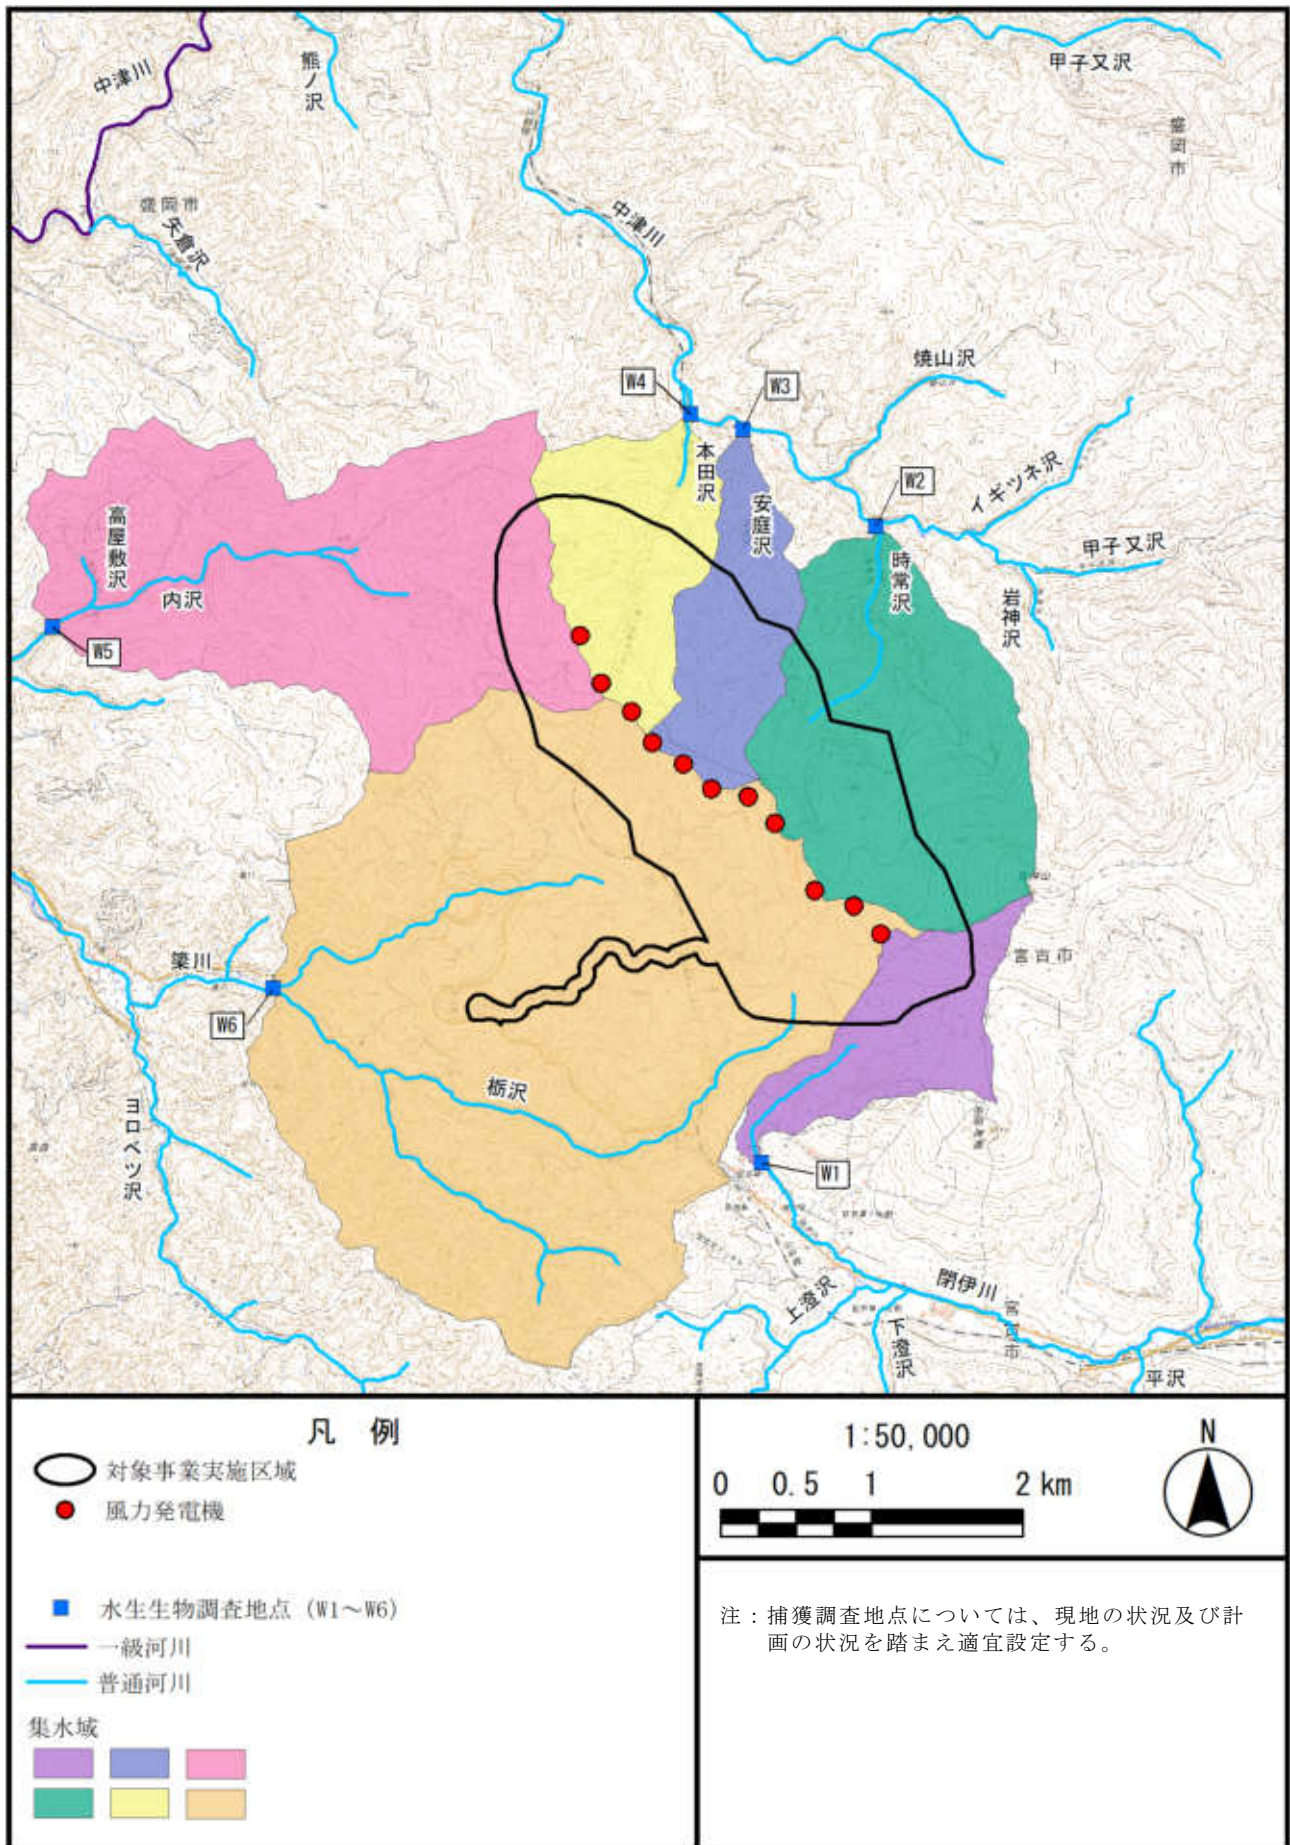 中津川
熊ノ沢
甲子又沢
盛岡市
盛岡市
矢倉沢
中津川
焼山沢
W4
W3
本田沢
安庭沢
W2
イギツネ沢
甲子又沢
時常沢
岩神沢
高屋敷沢
内沢
W5
簗川
W6
栃沢
ヨロベツ沢
宮古市
W1
閉伊川
上澄沢
下澄沢
宮古市
平沢
凡 例
対象事業実施区域
風力発電機
水生生物調査地点（W1～W6）
一級河川
普通河川
集水域
1:50,000
0 0.5 1 2 km
N
注：捕獲調査地点については、現地の状況及び計
画の状況を踏まえ適宜設定する。